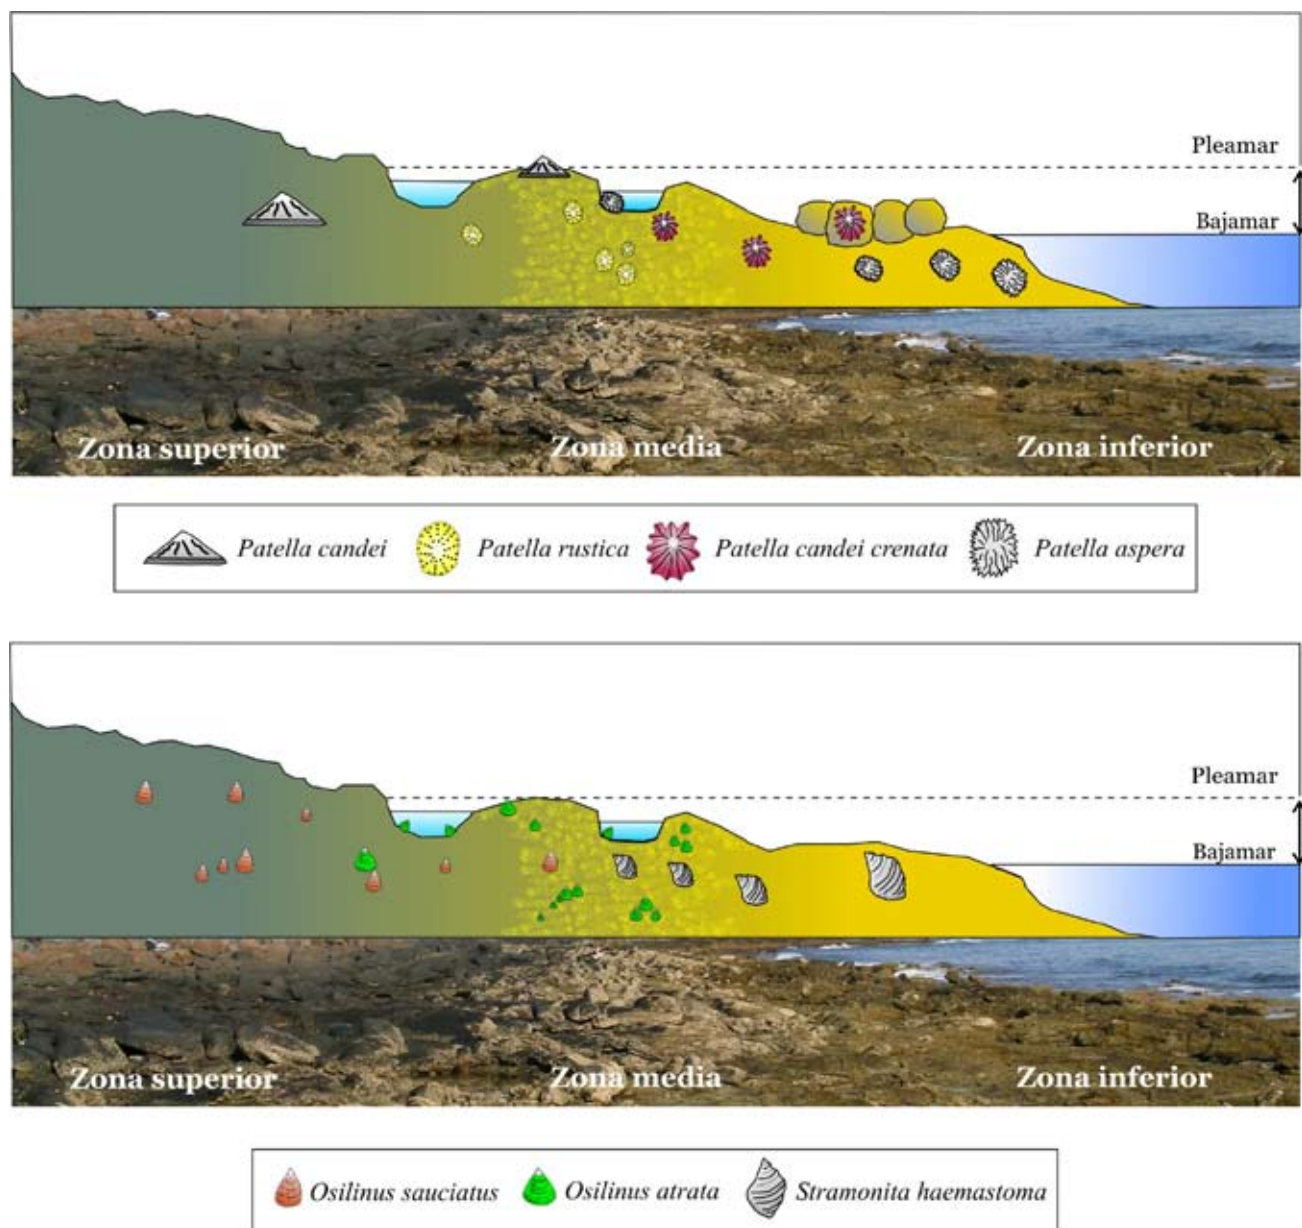 Pleamar
Bajamar
Zona superior Zona media Zona inferior
Patella candei Patella rustica Patella candei crenata Patella aspera
Pleamar
Bajamar
Zona superior Zona media Zona inferior
Osilinus sauciatus Osilinus atrata Stramonita haemastoma